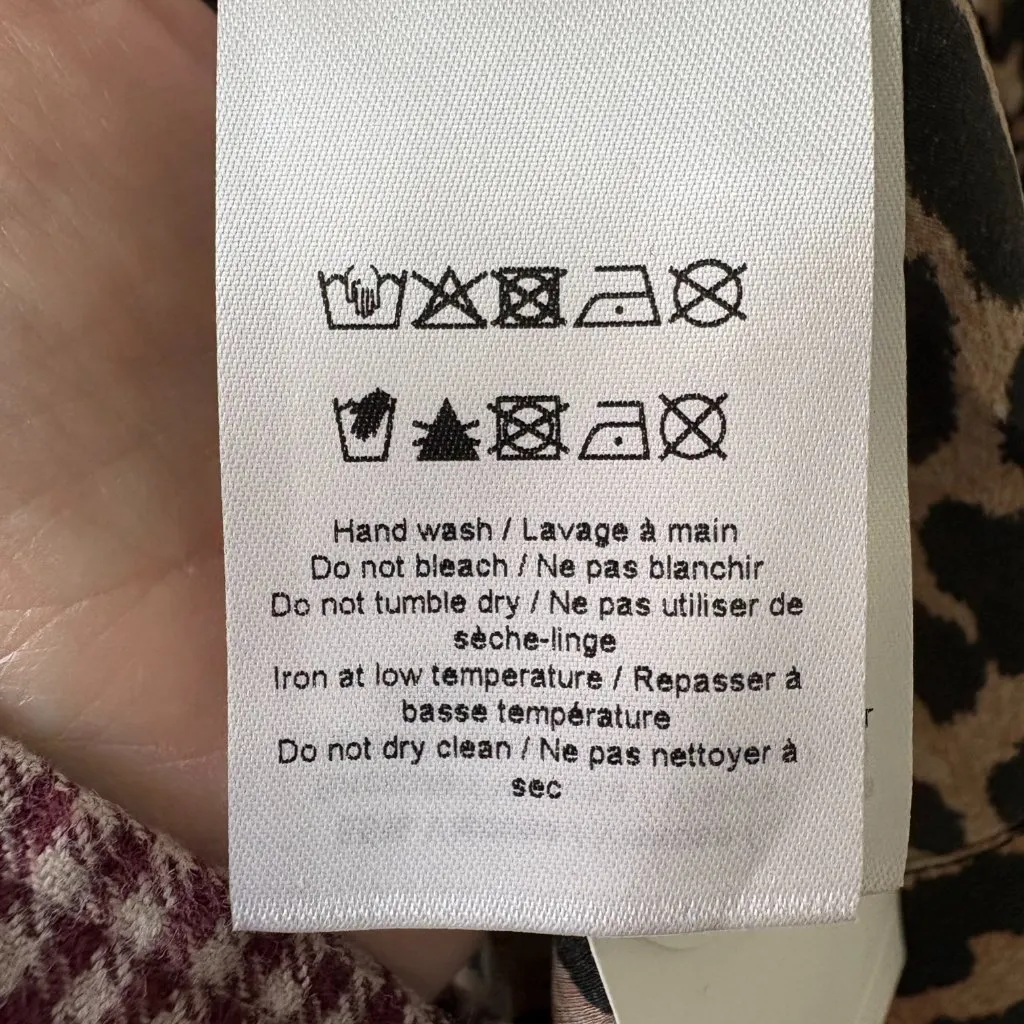 Hand wash / Lavage à main
Do not bleach / Ne pas blanchir
Do not tumble dry / Ne pas utiliser de
sèche-linge
Iron at low temperature / Repasser à
basse température
Do not dry clean / Ne pas nettoyer à
sec